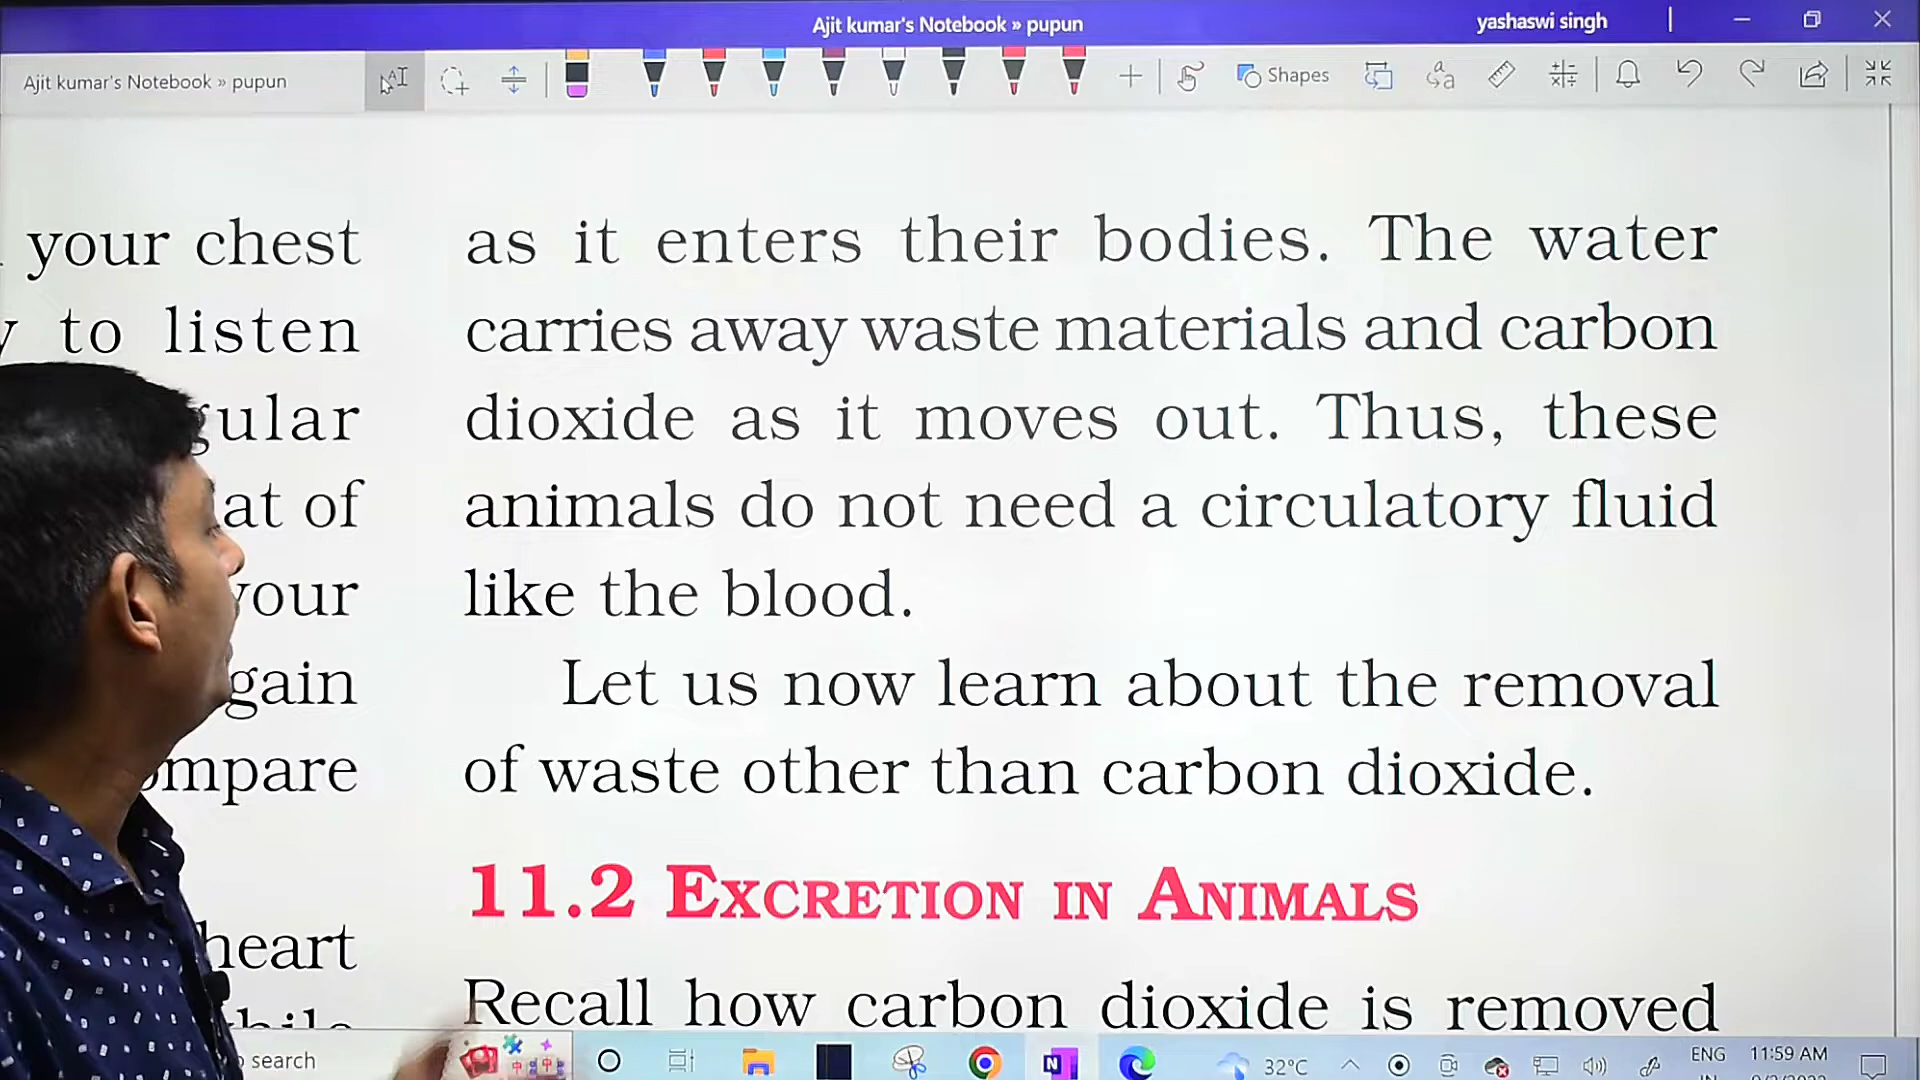 Ajit kumar's Notebook » pupun
yashaswi singh
Ajit kumar's Notebook » pupun
Shapes
your chest
to listen
gular
at of
your
gain
ompare
heart
as it enters their bodies. The water
carries away waste materials and carbon
dioxide as it moves out. Thus, these
animals do not need a circulatory fluid
like the blood.
Let us now learn about the removal
of waste other than carbon dioxide.
11.2 EXCRETION IN ANIMALS
Recall how carbon dioxide is removed
search
32°C
ENG
11:59 AM